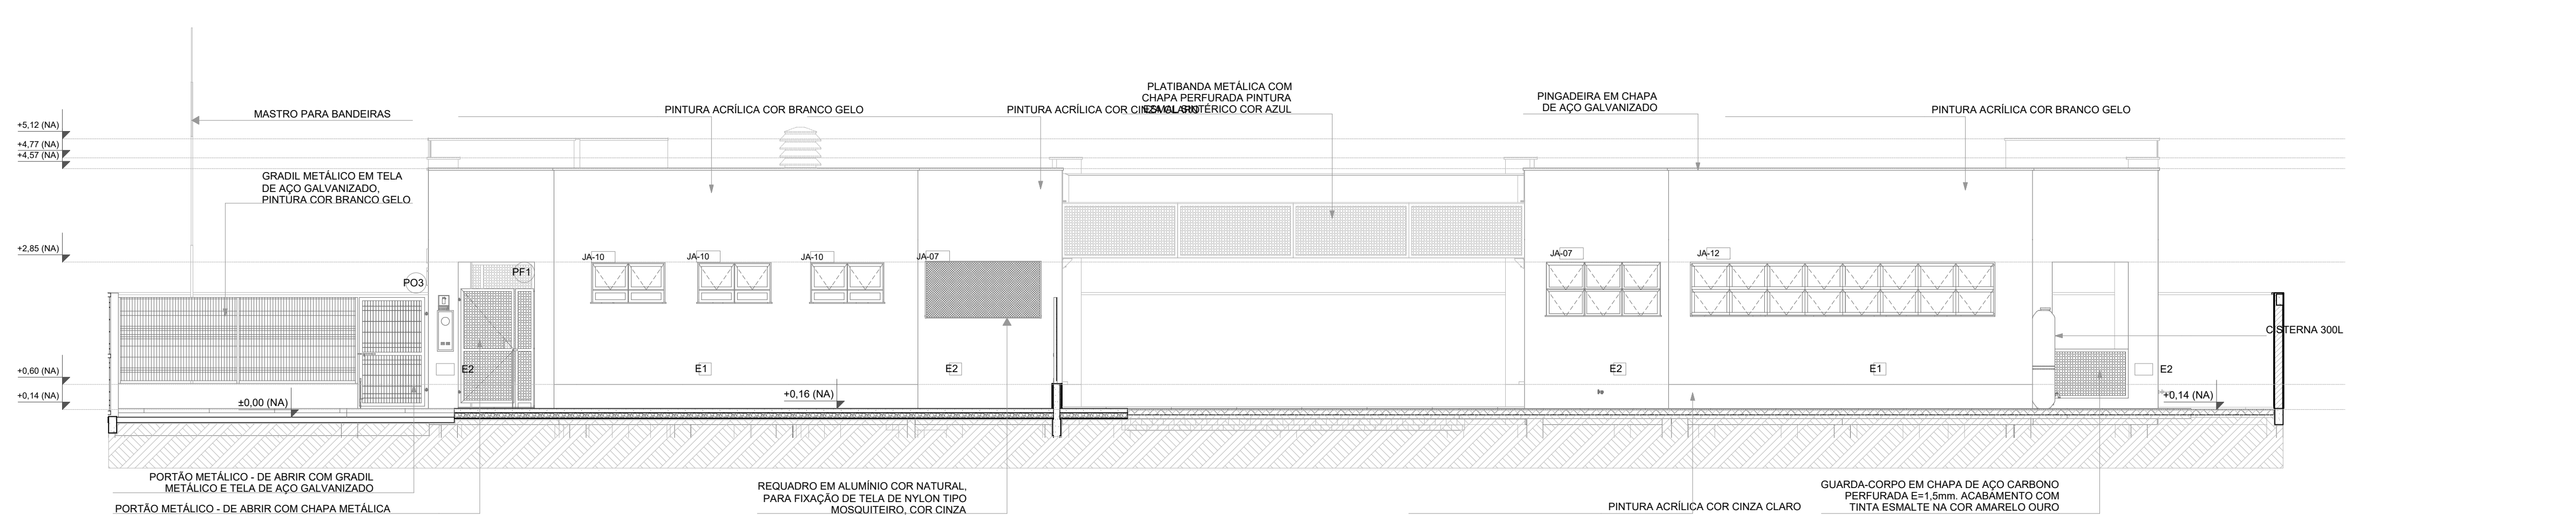 PLATIBANDA METÁLICA COM
CHAPA PERFURADA PINTURA
ESMAL SINTÉRICO COR AZUL
PINGADEIRA EM CHAPA
DE AÇO GALVANIZADO
MASTRO PARA BANDEIRAS
PINTURA ACRÍLICA COR BRANCO GELO
PINTURA ACRÍLICA COR CINZA CLARO
PINTURA ACRÍLICA COR BRANCO GELO
+5,12 (NA)
+4,77 (NA)
+4,57 (NA)
GRADIL METÁLICO EM TELA
DE AÇO GALVANIZADO,
PINTURA COR BRANCO GELO
+2,85 (NA)
JA-10
JA-10
JA-10
JA-07
JA-07
JA-12
PO3
PF1
CISTERNA 300L
+0,60 (NA)
E2
E1
E2
E2
E1
E2
+0,14 (NA)
±0,00 (NA)
+0,16 (NA)
+0,14 (NA)
PORTÃO METÁLICO - DE ABRIR COM GRADIL
METÁLICO E TELA DE AÇO GALVANIZADO
PORTÃO METÁLICO - DE ABRIR COM CHAPA METÁLICA
REQUADRO EM ALUMÍNIO COR NATURAL,
PARA FIXAÇÃO DE TELA DE NYLON TIPO
MOSQUITEIRO, COR CINZA
PINTURA ACRÍLICA COR CINZA CLARO
GUARDA-CORPO EM CHAPA DE AÇO CARBONO
PERFURADA E=1,5mm. ACABAMENTO COM
TINTA ESMALTE NA COR AMARELO OURO